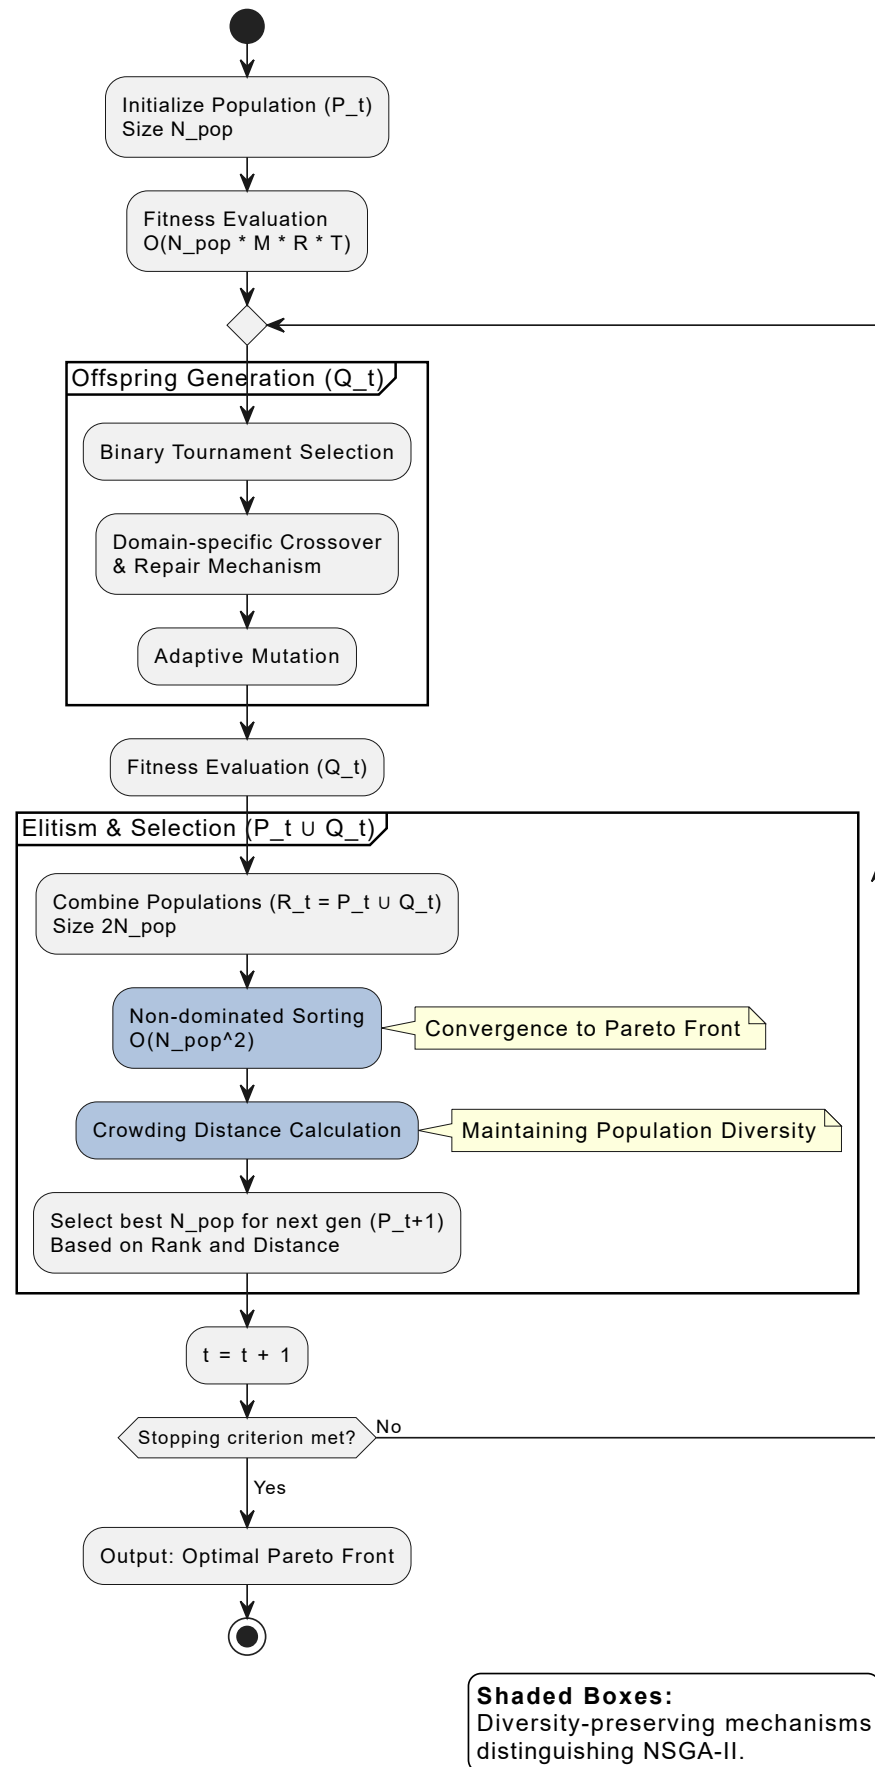 Initialize Population (P_t)
Size N_pop
Fitness Evaluation
O(N_pop * M * R * T)
Offspring Generation (Q_t)
Binary Tournament Selection
Domain-specific Crossover
& Repair Mechanism
Adaptive Mutation
Fitness Evaluation (Q_t)
Elitism & Selection (P_t ∪ Q_t)
Combine Populations (R_t = P_t ∪ Q_t)
Size 2N_pop
Non-dominated Sorting
O(N_pop^2)
Convergence to Pareto Front
Crowding Distance Calculation
Maintaining Population Diversity
Select best N_pop for next gen (P_t+1)
Based on Rank and Distance
t = t + 1
Stopping criterion met?
No
Yes
Output: Optimal Pareto Front
Shaded Boxes:
Diversity-preserving mechanisms
distinguishing NSGA-II.